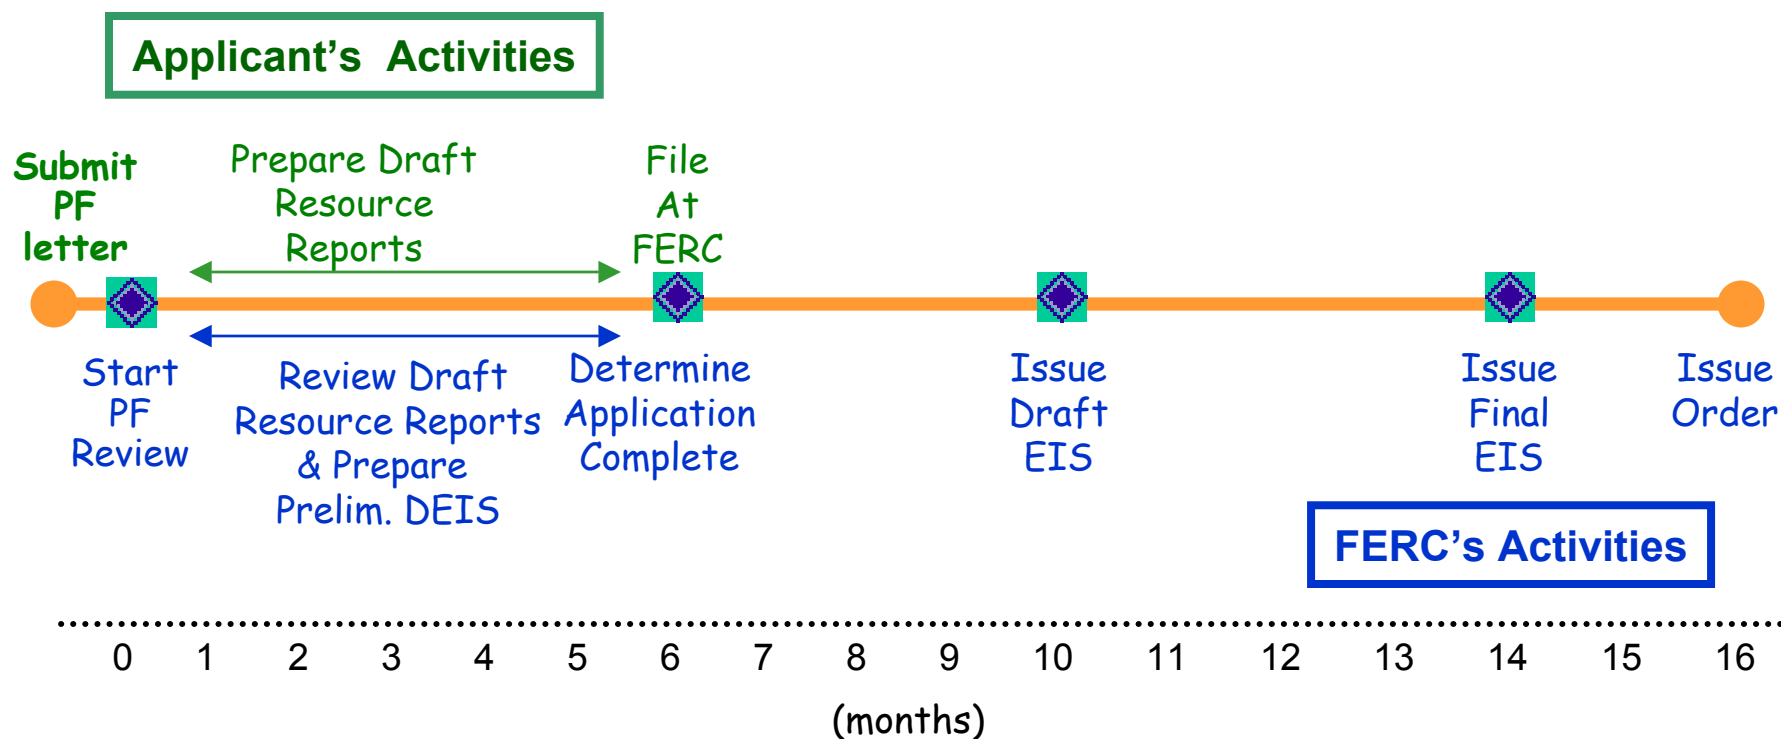 Applicant's  Activities
Submit
PF
letter
Prepare Draft
Resource
Reports
File
At
FERC
Start
PF
Review
Review Draft
Resource Reports
& Prepare
Prelim. DEIS
Determine
Application
Complete
Issue
Draft
EIS
Issue
Final
EIS
Issue
Order
FERC's Activities
0 1 2 3 4 5 6 7 8 9 10 11 12 13 14 15 16
(months)